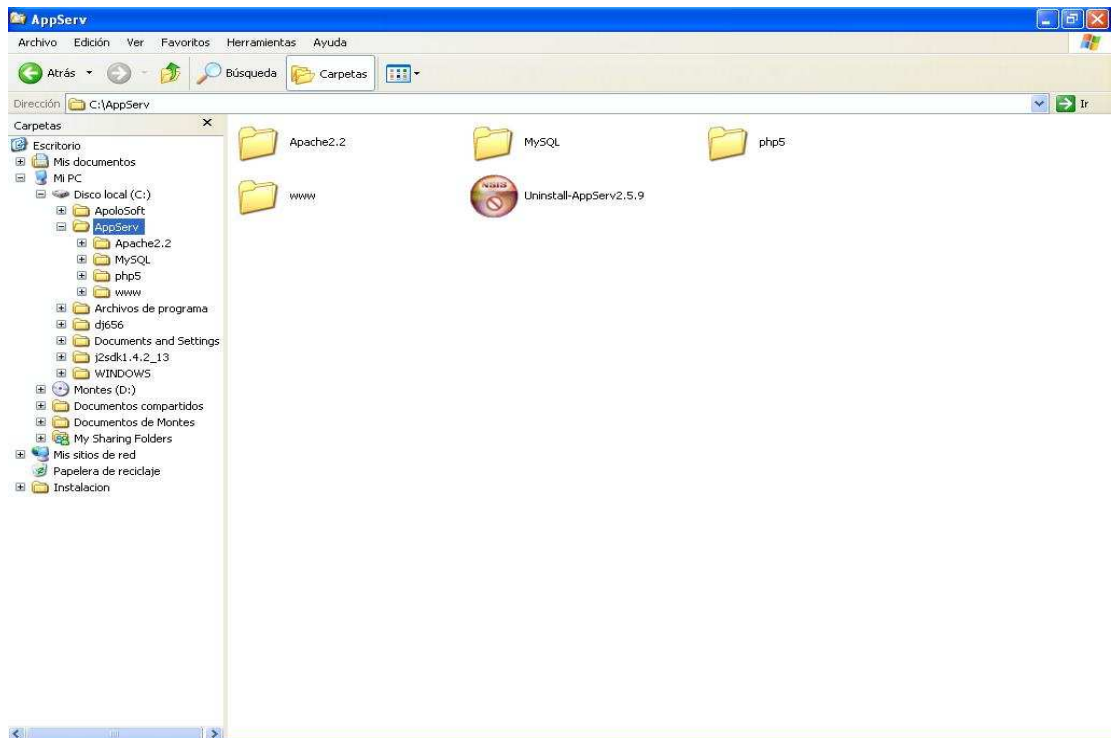 AppServ
Archivo Edición Ver Favoritos Herramientas Ayuda
Atrás Búsqueda Carpetas
Dirección C:\AppServ Ir
Carpetas
Escritorio
Mis documentos
Mi PC
Disco local (C:)
ApoloSoft
AppServ
Apache2.2
MySQL
php5
www
Archivos de programa
dj656
Documents and Settings
j2sdk1.4.2_13
WINDOWS
Montes (D:)
Documentos compartidos
Documentos de Montes
My Sharing Folders
Mis sitios de red
Papelera de reciclaje
Instalacion
Apache2.2 MySQL php5
www NSIS Uninstall-AppServ2.5.9